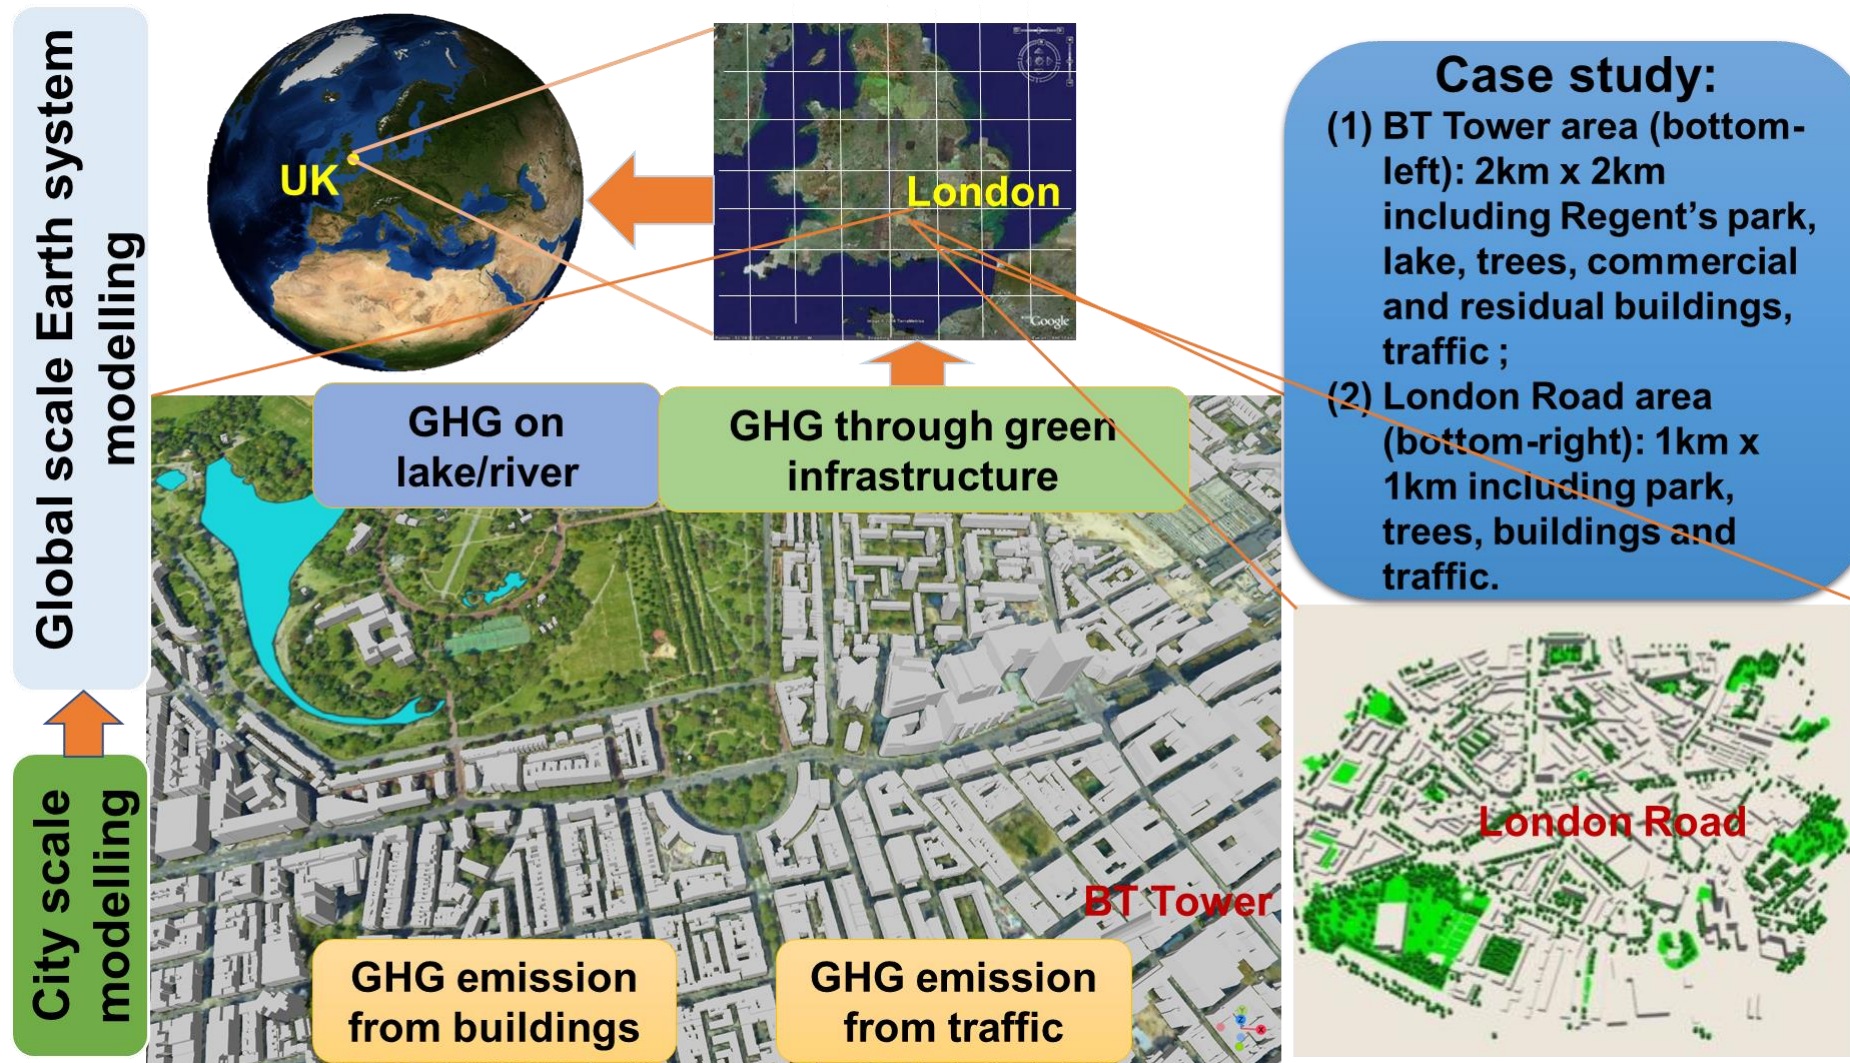 Global scale Earth system
modelling
City scale
modelling
UK
London
Google
Case study:
(1) BT Tower area (bottom-
left): 2km x 2km
including Regent’s park,
lake, trees, commercial
and residual buildings,
traffic ;
(2) London Road area
(bottom-right): 1km x
1km including park,
trees, buildings and
traffic.
GHG on
lake/river
GHG through green
infrastructure
BT Tower
London Road
GHG emission
from buildings
GHG emission
from traffic